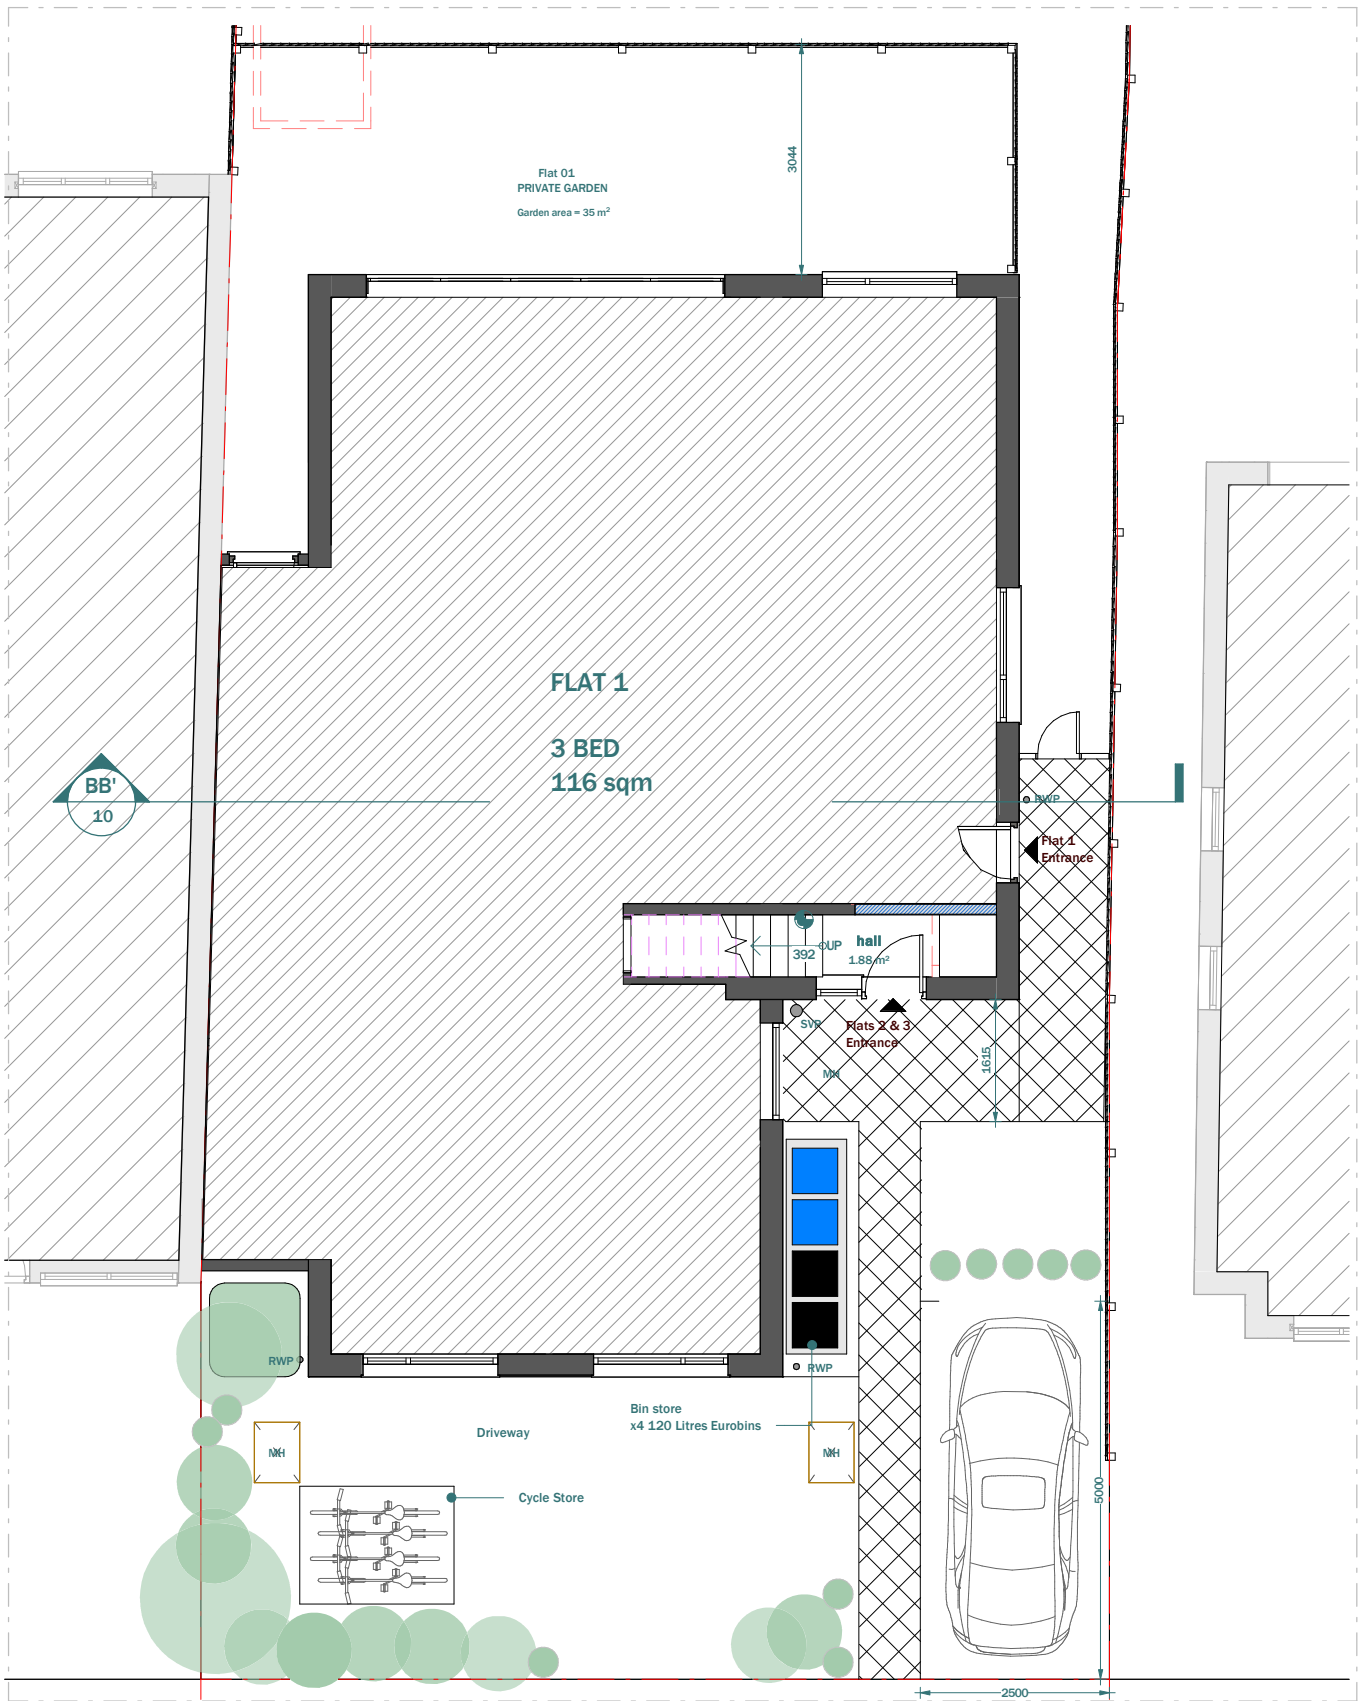 3044
Flat 01
PRIVATE GARDEN
Garden area = 35 m²
FLAT 1
3 BED
116 sqm
BB'
10
RWP
Flat 1
Entrance
392
UP
hall
1.88 m²
SVP
Flats 2 & 3
Entrance
MH
1615
RWP
RWP
Bin store
x4 120 Litres Eurobins
Driveway
MH
MH
Cycle Store
5000
2500